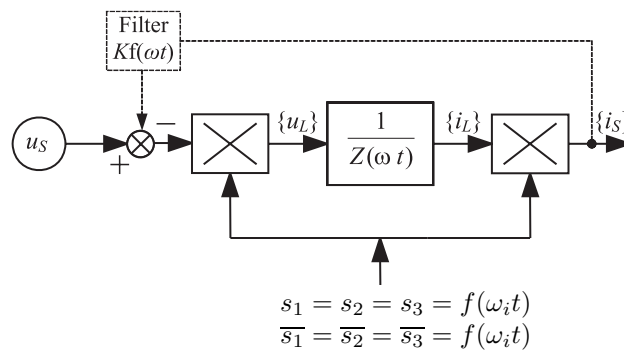 Filter
Kf(ωt)
u_S
+
−
{u_L}
1
Z(ω t)
{i_L}
{i_S}
s_1 = s_2 = s_3 = f(ω_i t)
\overline{s_1} = \overline{s_2} = \overline{s_3} = f(ω_i t)